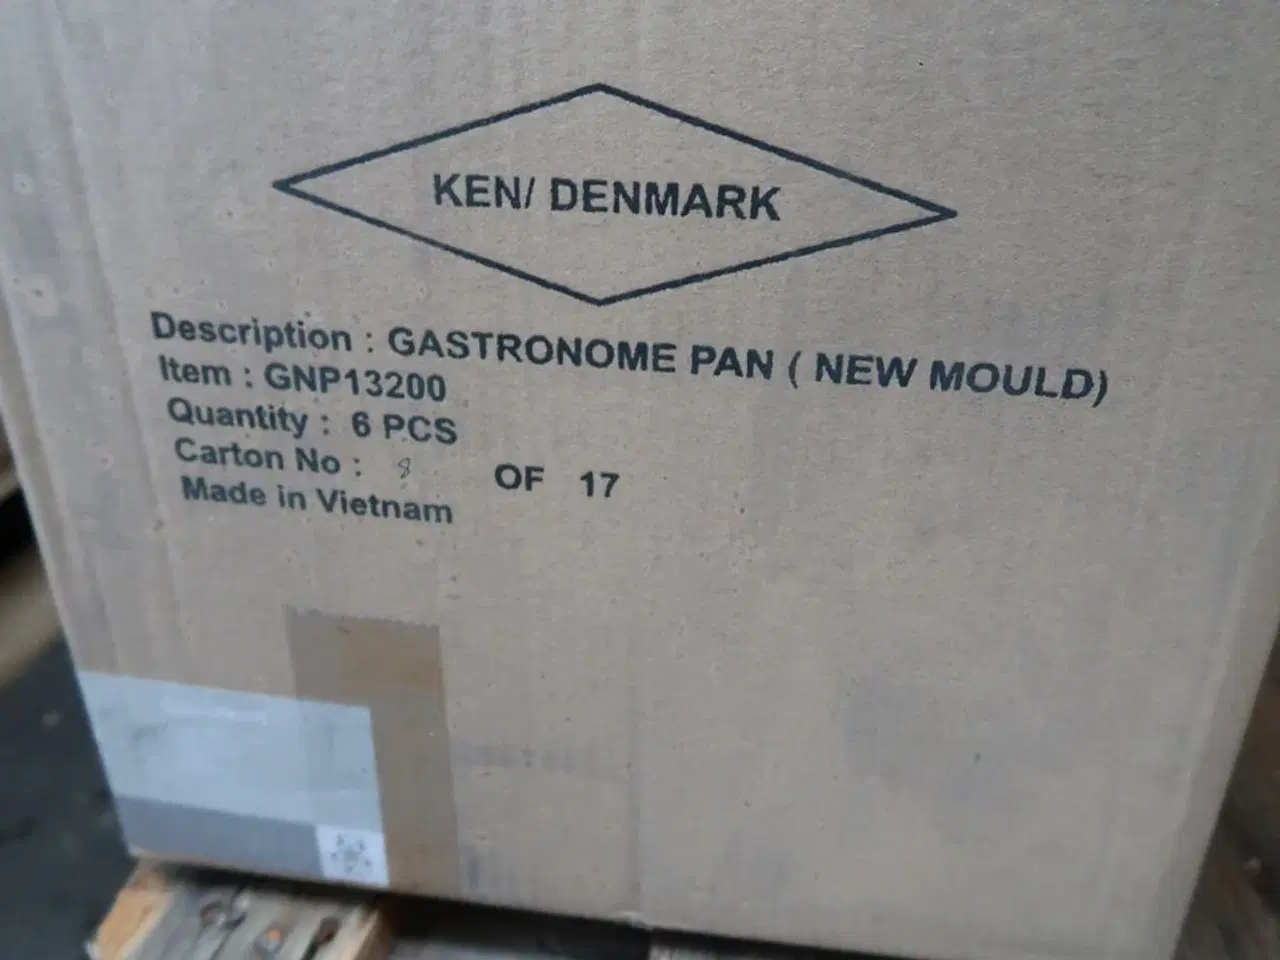 KEN/ DENMARK
Description : GASTRONOME PAN ( NEW MOULD)
Item : GNP13200
Quantity : 6 PCS
Carton No : 8 OF 17
Made in Vietnam